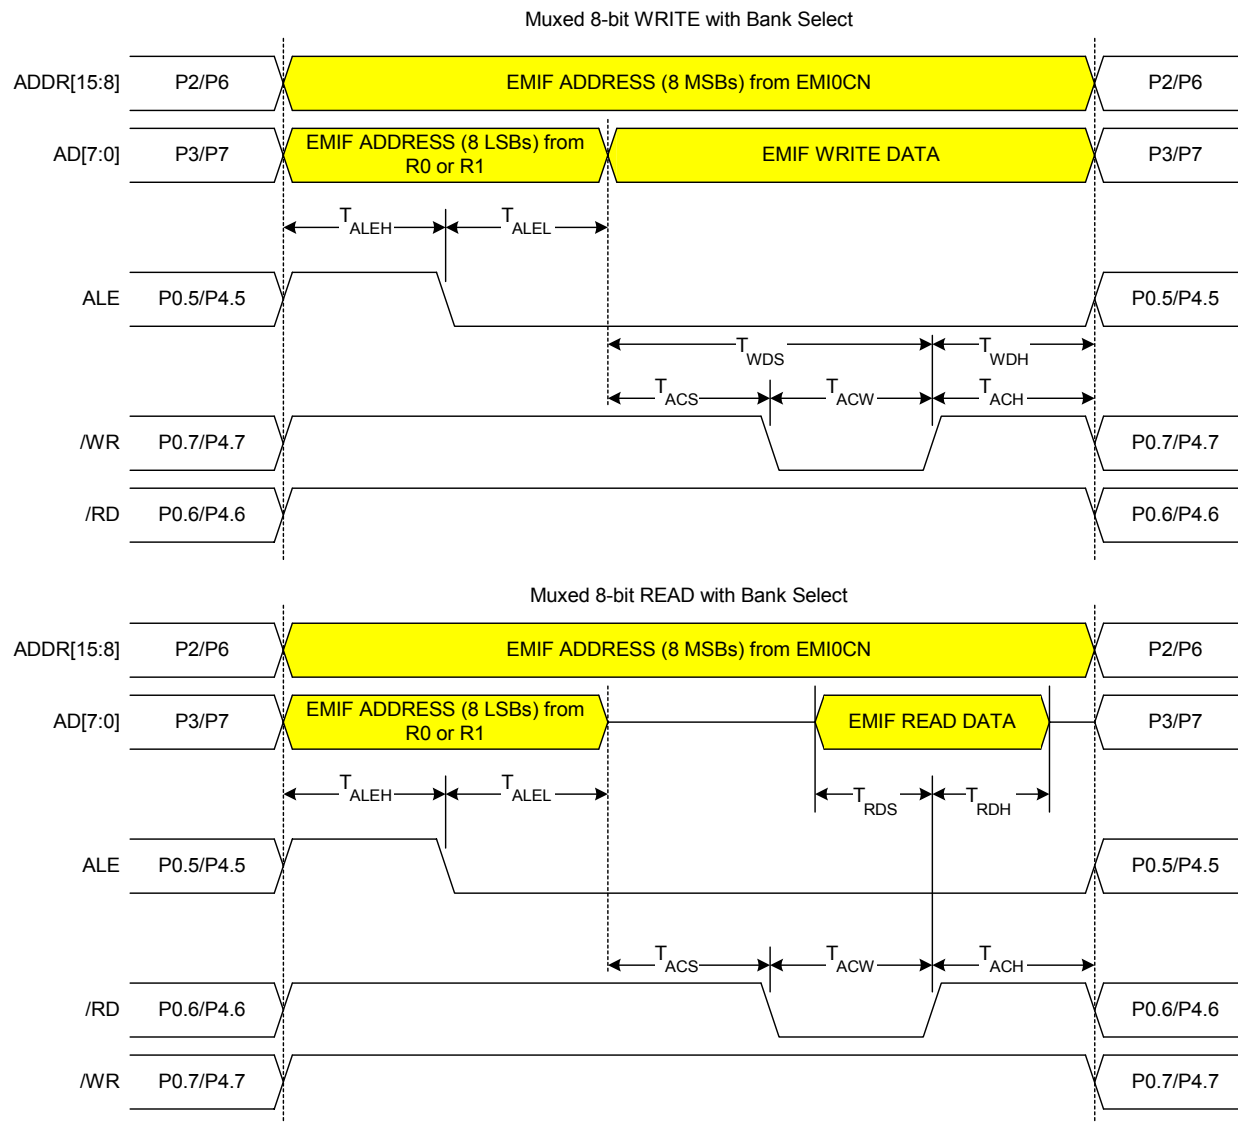 Muxed 8-bit WRITE with Bank Select
ADDR[15:8] P2/P6 EMIF ADDRESS (8 MSBs) from EMI0CN P2/P6
AD[7:0] P3/P7 EMIF ADDRESS (8 LSBs) from R0 or R1 EMIF WRITE DATA P3/P7
TALEH TALEL
ALE P0.5/P4.5 P0.5/P4.5
TWDS TWDH
TACS TACW TACH
/WR P0.7/P4.7 P0.7/P4.7
/RD P0.6/P4.6 P0.6/P4.6
Muxed 8-bit READ with Bank Select
ADDR[15:8] P2/P6 EMIF ADDRESS (8 MSBs) from EMI0CN P2/P6
AD[7:0] P3/P7 EMIF ADDRESS (8 LSBs) from R0 or R1 EMIF READ DATA P3/P7
TALEH TALEL TRDS TRDH
ALE P0.5/P4.5 P0.5/P4.5
TACS TACW TACH
/RD P0.6/P4.6 P0.6/P4.6
/WR P0.7/P4.7 P0.7/P4.7